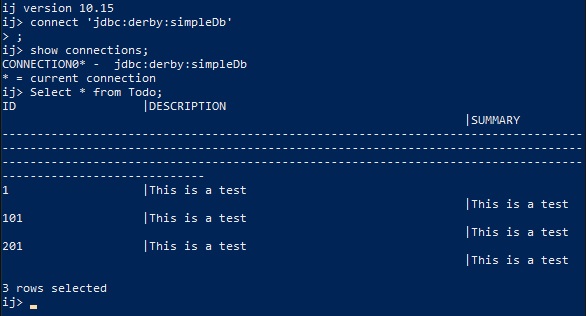 ij version 10.15
ij> connect 'jdbc:derby:simpleDb'
> ;
ij> show connections;
CONNECTION0* -  jdbc:derby:simpleDb
* = current connection
ij> Select * from Todo;
ID                  |DESCRIPTION
                                                                  |SUMMARY
-----------------------------------------------------------------------------------
-----------------------------------------------------------------------------------
-----------------------------------------------------------------------------------
-----------------------------
1                   |This is a test
                                                                  |This is a test
101                 |This is a test
                                                                  |This is a test
201                 |This is a test
                                                                  |This is a test
3 rows selected
ij>